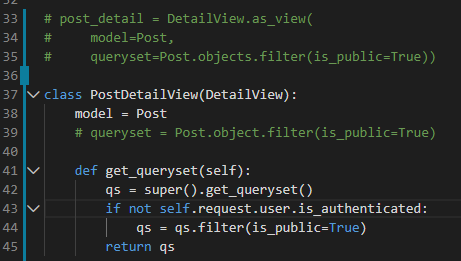 33 # post_detail = DetailView.as_view(
34 #     model=Post,
35 #     queryset=Post.objects.filter(is_public=True))
36
37 class PostDetailView(DetailView):
38     model = Post
39     # queryset = Post.object.filter(is_public=True)
40
41     def get_queryset(self):
42         qs = super().get_queryset()
43         if not self.request.user.is_authenticated:
44             qs = qs.filter(is_public=True)
45         return qs